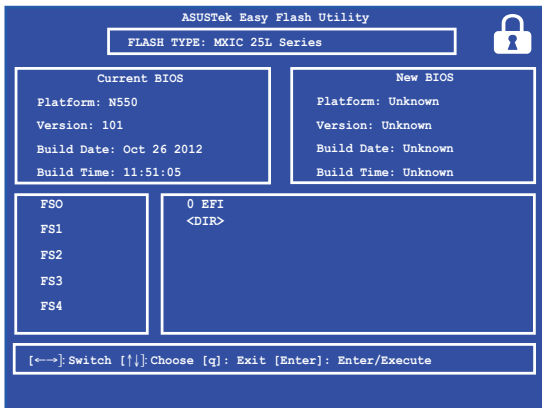 ASUSTek Easy Flash Utility
FLASH TYPE: MXIC 25L Series
Current BIOS
Platform: N550
Version: 101
Build Date: Oct 26 2012
Build Time: 11:51:05
New BIOS
Platform: Unknown
Version: Unknown
Build Date: Unknown
Build Time: Unknown
FSO
FS1
FS2
FS3
FS4
0 EFI
<DIR>
[←→]: Switch [↑↓]: Choose [q]: Exit [Enter]: Enter/Execute